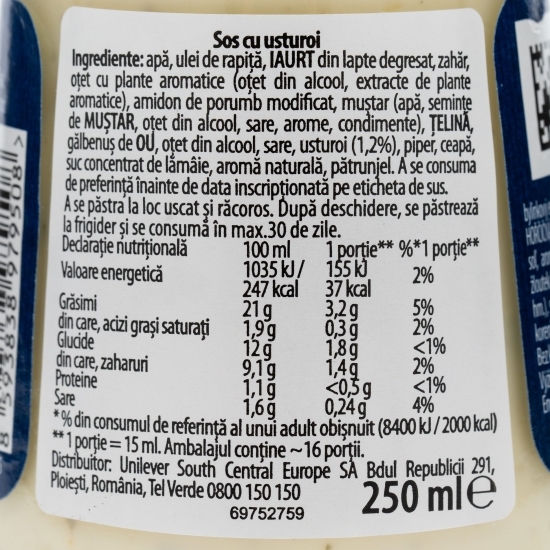 Sos cu usturoi
Ingrediente: apă, ulei de rapiță, IAURT din lapte degresat, zahăr,
oțet cu plante aromatice (oțet din alcool, extracte de plante
aromatice), amidon de porumb modificat, muștar (apă, semințe
de MUȘTAR, oțet din alcool, sare, arome, condimente), ȚELINĂ,
gălbenuș de OU, oțet din alcool, sare, usturoi (1,2%), piper, ceapă,
suc concentrat de lămâie, aromă naturală, pătrunjel. A se consuma
de preferință înainte de data inscripționată pe eticheta de sus.
A se păstra la loc uscat și răcoros. După deschidere, se păstrează
la frigider și se consumă în max.30 de zile.
Declarație nutrițională 100 ml 1 porție** %*1 porție**
Valoare energetică 1035 kJ/ 155 kJ 2%
247 kcal 37 kcal
Grăsimi 21 g 3,2 g 5%
din care, acizi grași saturați 1,9 g 0,3 g 2%
Glucide 12 g 1,8 g <1%
din care, zaharuri 9,1 g 1,4 g 2%
Proteine 1,1 g <0,5 g <1%
Sare 1,6 g 0,24 g 4%
*% din consumul de referință al unui adult obișnuit (8400 kJ / 2000 kcal)
** 1 porție = 15 ml. Ambalajul conține ~16 porții.
Distribuitor: Unilever South Central Europe SA Bdul Republicii 291,
Ploiești, România, Tel Verde 0800 150 150
250 ml e
69752759